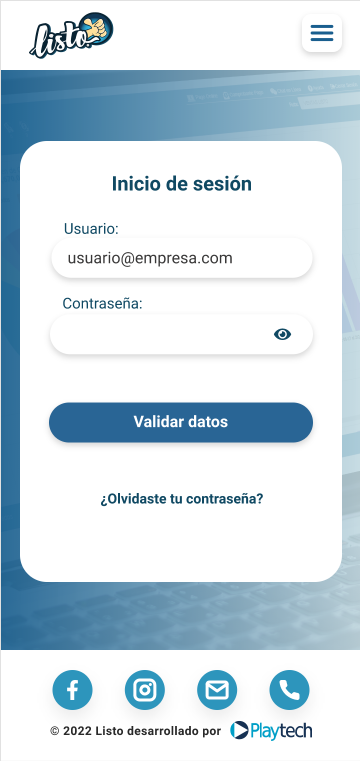 listo
Inicio de sesión
Usuario:
usuario@empresa.com
Contraseña:
Validar datos
¿Olvidaste tu contraseña?
© 2022 Listo desarrollado por Playtech